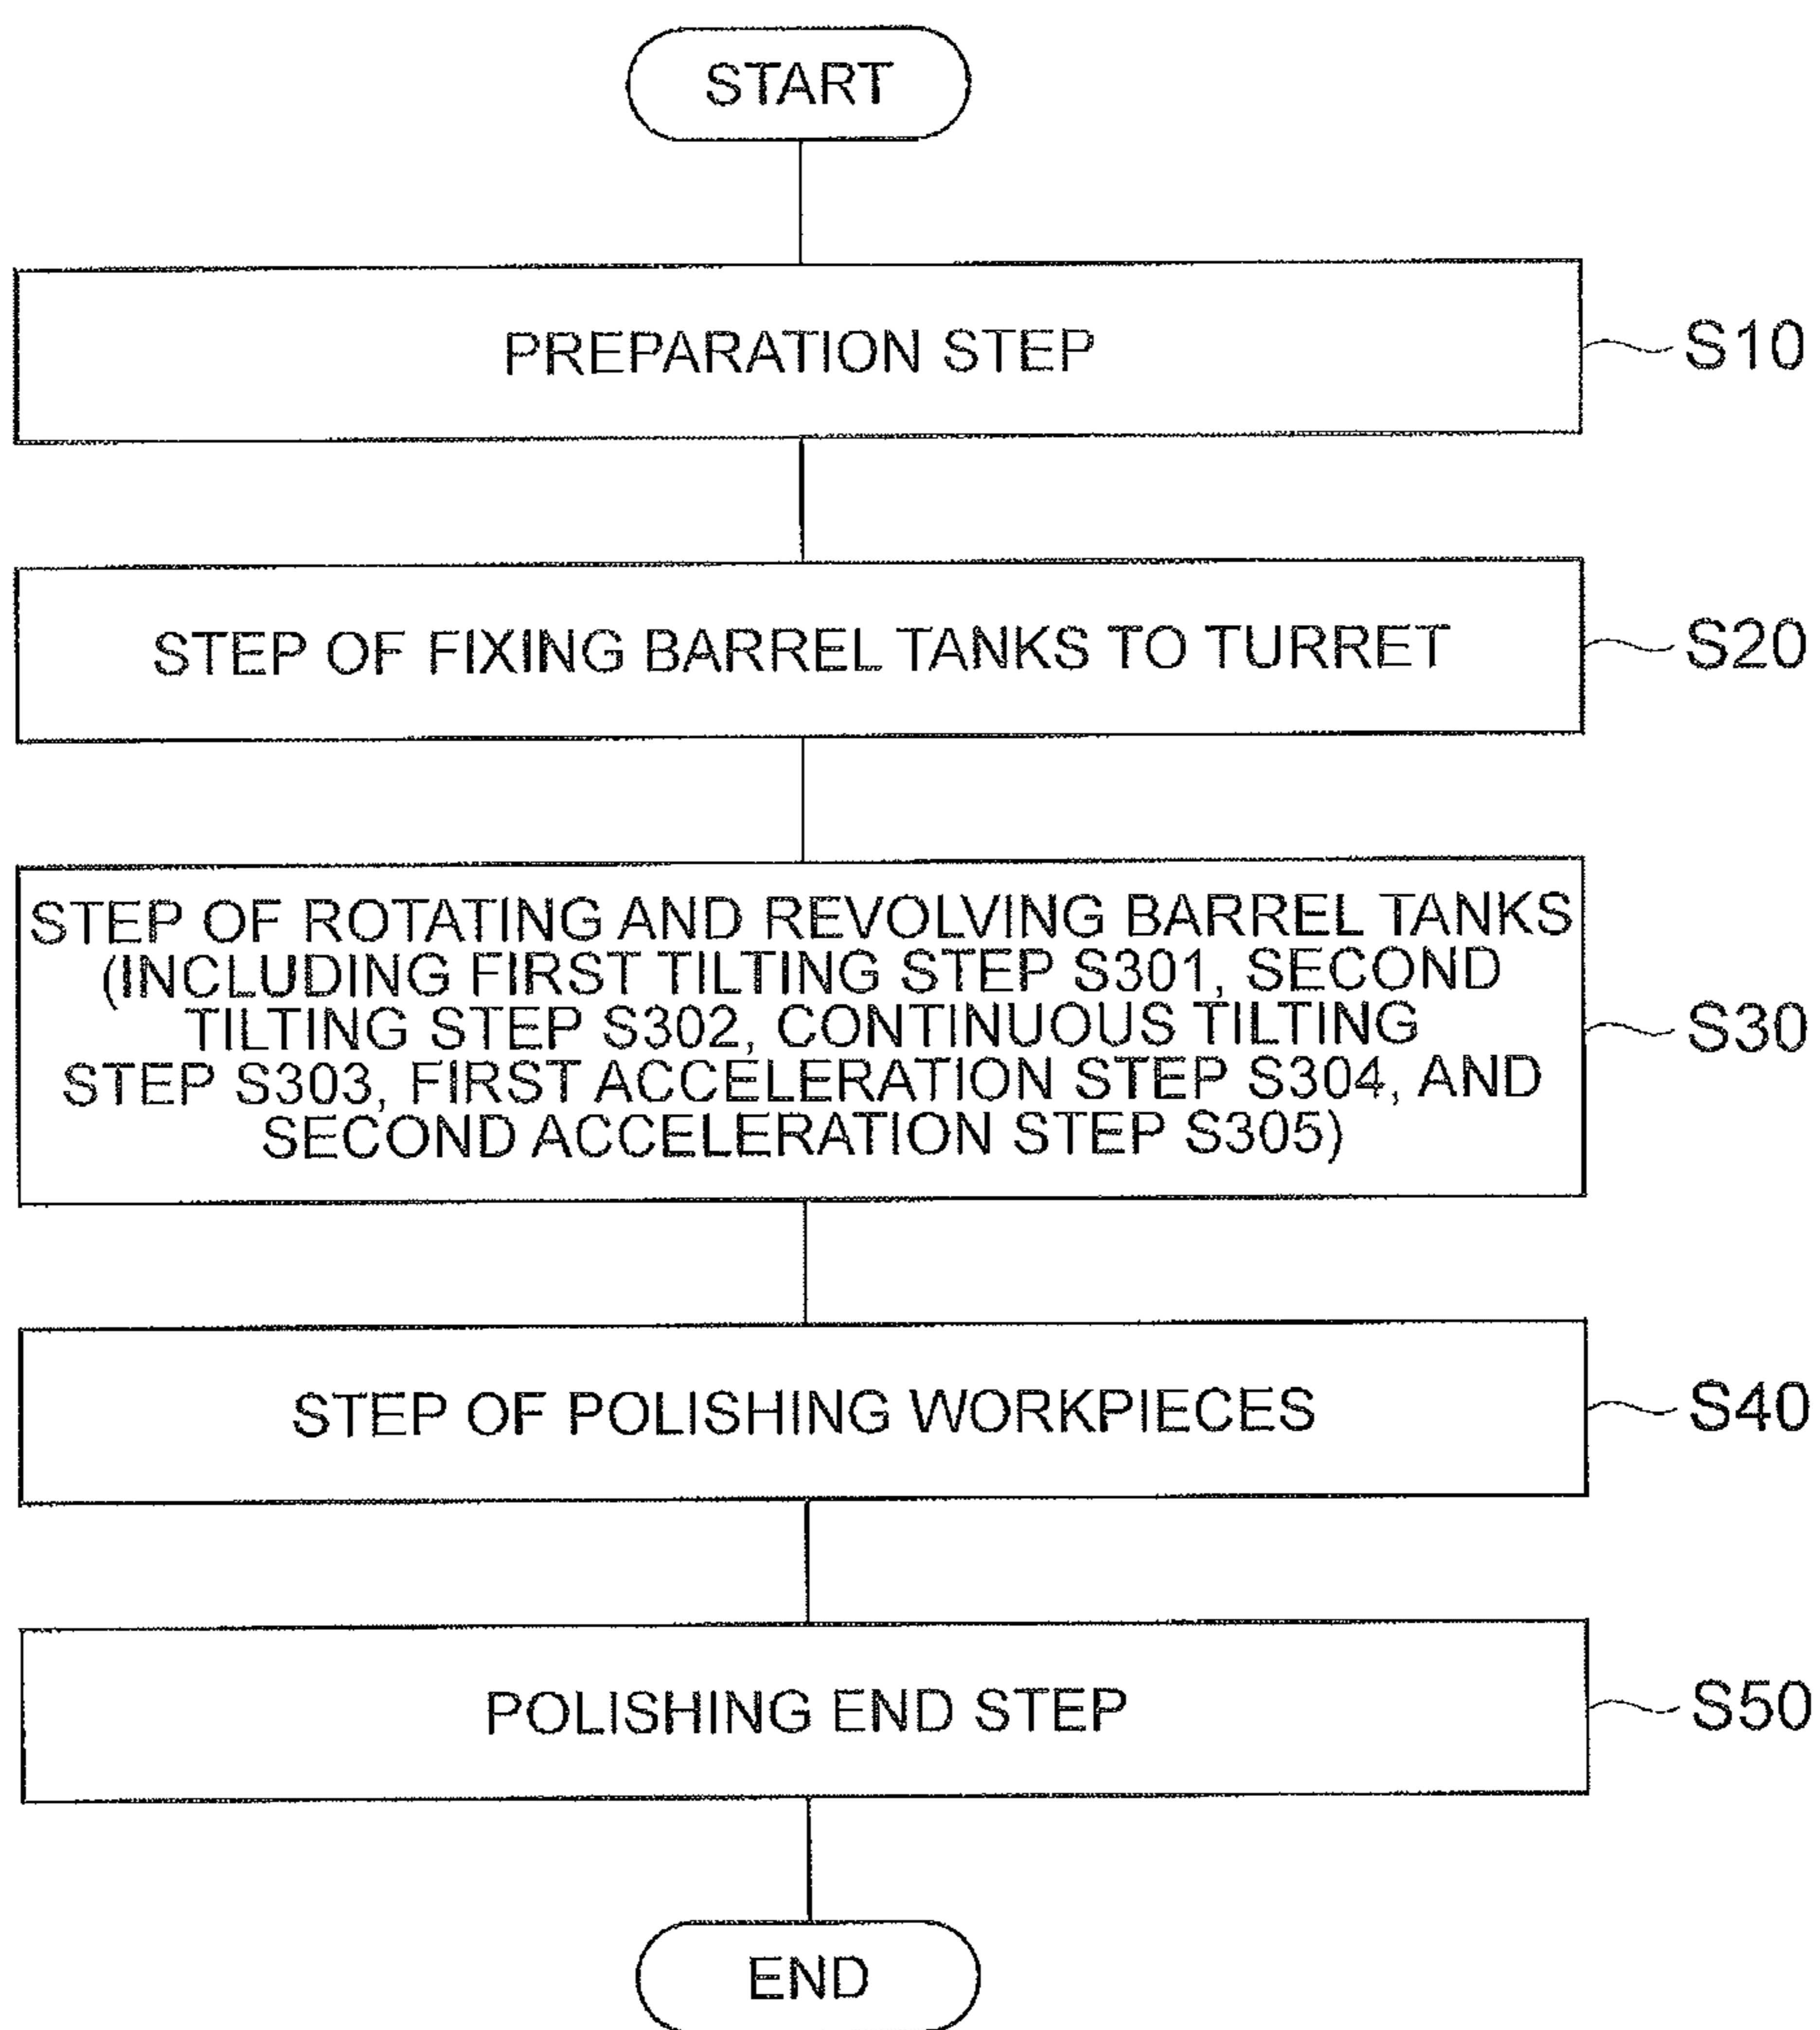 START
PREPARATION STEP
S10
STEP OF FIXING BARREL TANKS TO TURRET
S20
STEP OF ROTATING AND REVOLVING BARREL TANKS
(INCLUDING FIRST TILTING STEP S301, SECOND
TILTING STEP S302, CONTINUOUS TILTING
STEP S303, FIRST ACCELERATION STEP S304, AND
SECOND ACCELERATION STEP S305)
S30
STEP OF POLISHING WORKPIECES
S40
POLISHING END STEP
S50
END